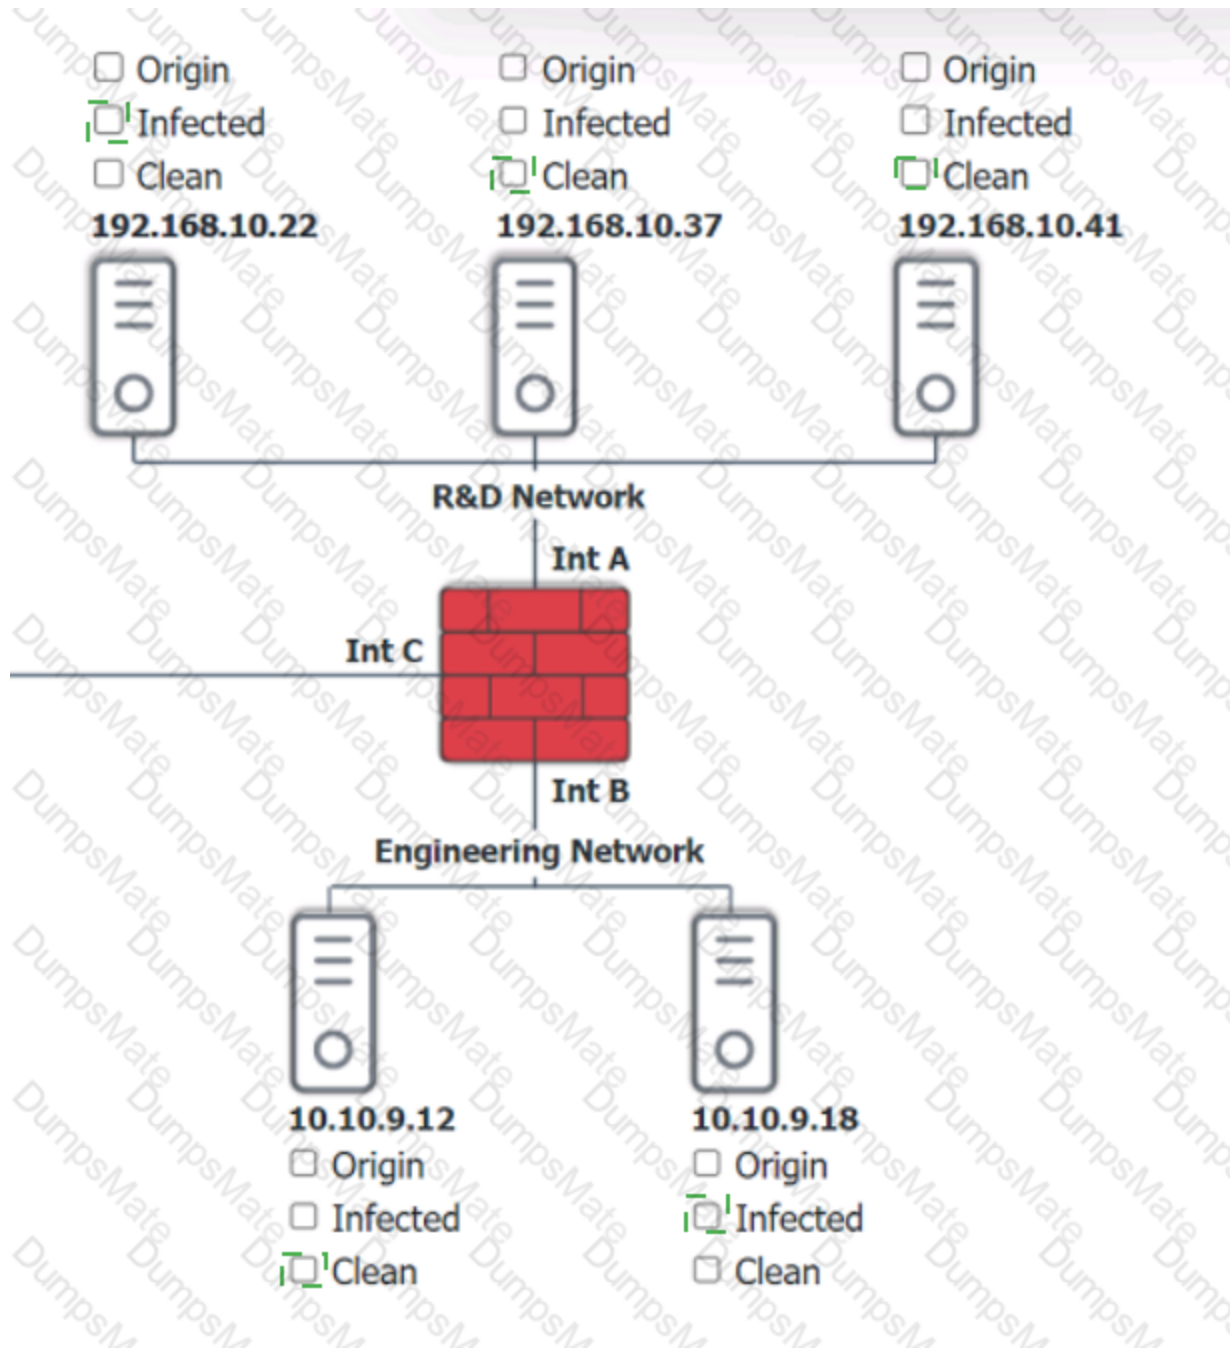 Origin Origin Origin
Infected Infected Infected
Clean Clean Clean
192.168.10.22 192.168.10.37 192.168.10.41
R&D Network
Int A
Int C
Int B
Engineering Network
10.10.9.12 10.10.9.18
Origin Origin
Infected Infected
Clean Clean
DumpsMate